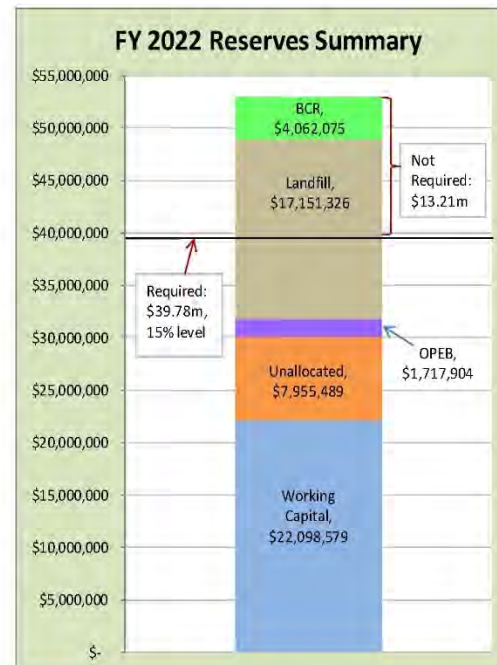 FY 2022 Reserves Summary
$55,000,000
$50,000,000
$45,000,000
$40,000,000
$35,000,000
$30,000,000
$25,000,000
$20,000,000
$15,000,000
$10,000,000
$5,000,000
$-
BCR,
$4,062,075
Landfill,
$17,151,326
Not
Required:
$13.21m
Required:
$39.78m,
15% level
OPEB,
$1,717,904
Unallocated,
$7,955,489
Working
Capital,
$22,098,579